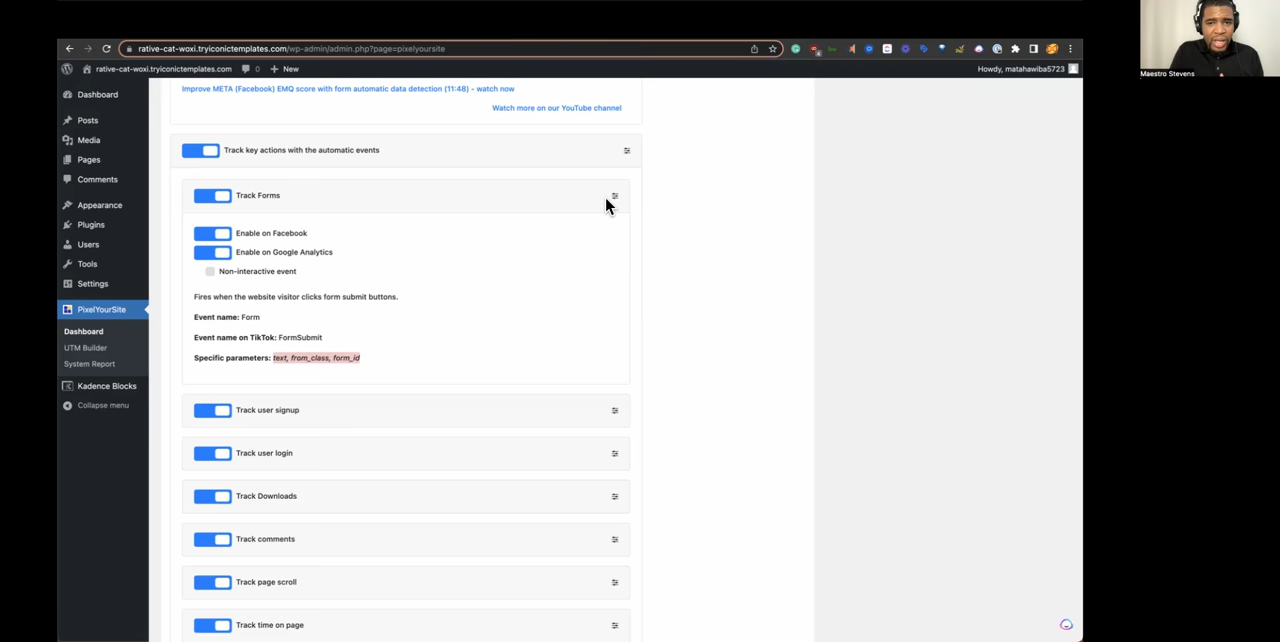 Maestro Stevens
rative-cat-woxi.tryiconictemplates.com/wp-admin/admin.php?page=pixelyoursite
rative-cat-woxi.tryiconictemplates.com 0 New Howdy, matahawiba5723
Dashboard
Posts
Media
Pages
Comments
Appearance
Plugins
Users
Tools
Settings
PixelYourSite
Dashboard
UTM Builder
System Report
Kadence Blocks
Collapse menu
Improve META (Facebook) EMQ score with form automatic data detection (11:48) - watch now
Watch more on our YouTube channel
Track key actions with the automatic events
Track Forms
Enable on Facebook
Enable on Google Analytics
Non-interactive event
Fires when the website visitor clicks form submit buttons.
Event name: Form
Event name on TikTok: FormSubmit
Specific parameters: text, from_class, form_id
Track user signup
Track user login
Track Downloads
Track comments
Track page scroll
Track time on page